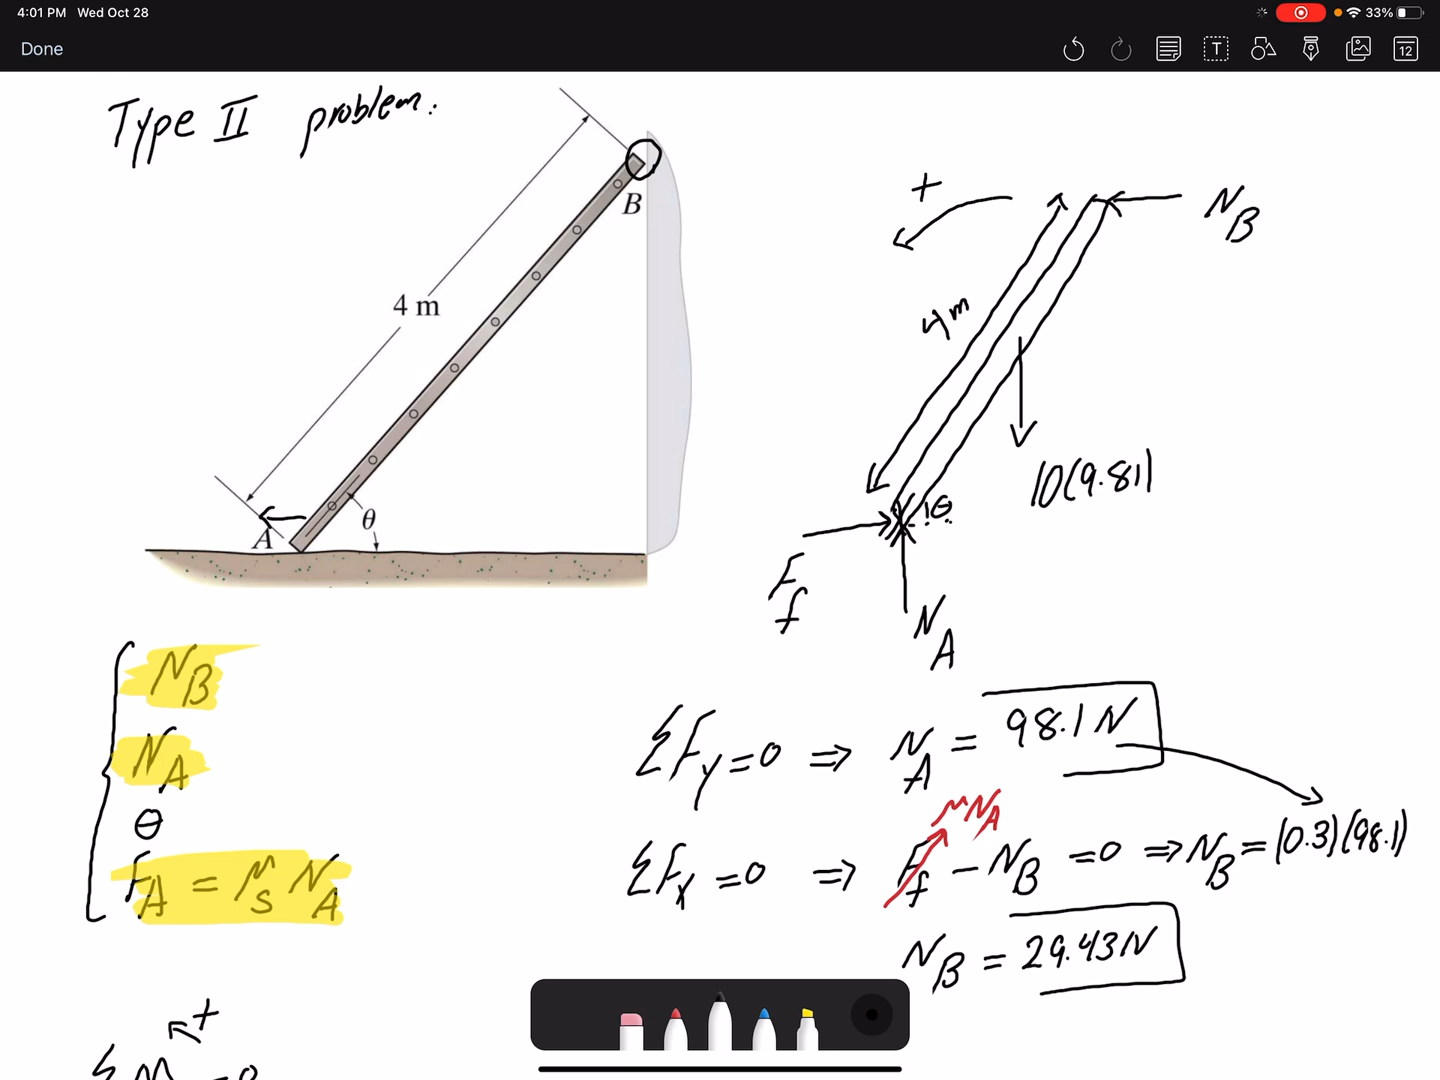 4:01 PM Wed Oct 28
33%
Done
T
12
Type II problem:
B
4 m
A
θ
+
N_B
4m
10(9.81)
θ
F_f
N_A
N_B
N_A
θ
F_A = μ_s N_A
ΣF_y = 0 ⇒ N_A = 98.1 N
μN_A
ΣF_x = 0 ⇒ F_f - N_B = 0 ⇒ N_B = (0.3)(98.1)
N_B = 29.43 N
+